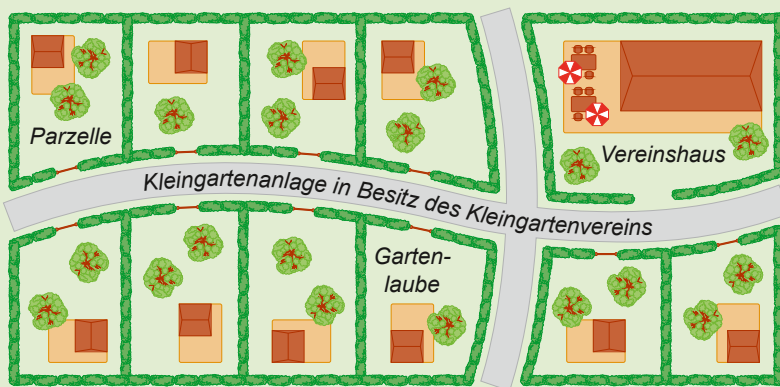 Parzelle
Vereinshaus
Kleingartenanlage in Besitz des Kleingartenvereins
Garten-
laube